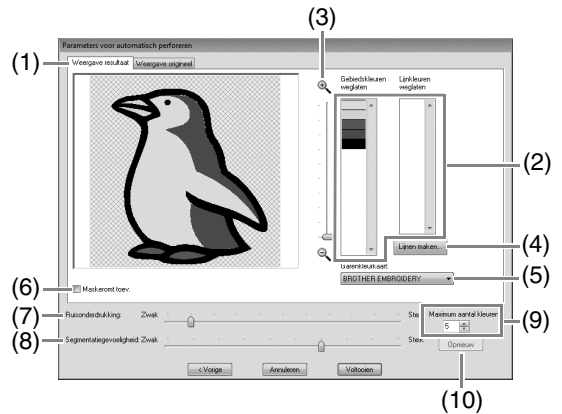 Parameters voor automatisch perforeren
(1) Weergave resultaat Weergave origineel
(3)
Gebiedskleuren weglaten
Lijnkleuren weglaten
(2)
Lijnen maken... (4)
Garenkleurkaart:
BROTHER EMBROIDERY (5)
(6) Maskeromt.toev.
(7) Ruisonderdrukking: Zwak Sterk
Maximum aantal kleuren
5 (9)
(8) Segmentatiegevoeligheid: Zwak Sterk
Opnieuw
< Vorige Annuleren Voltooien
(10)